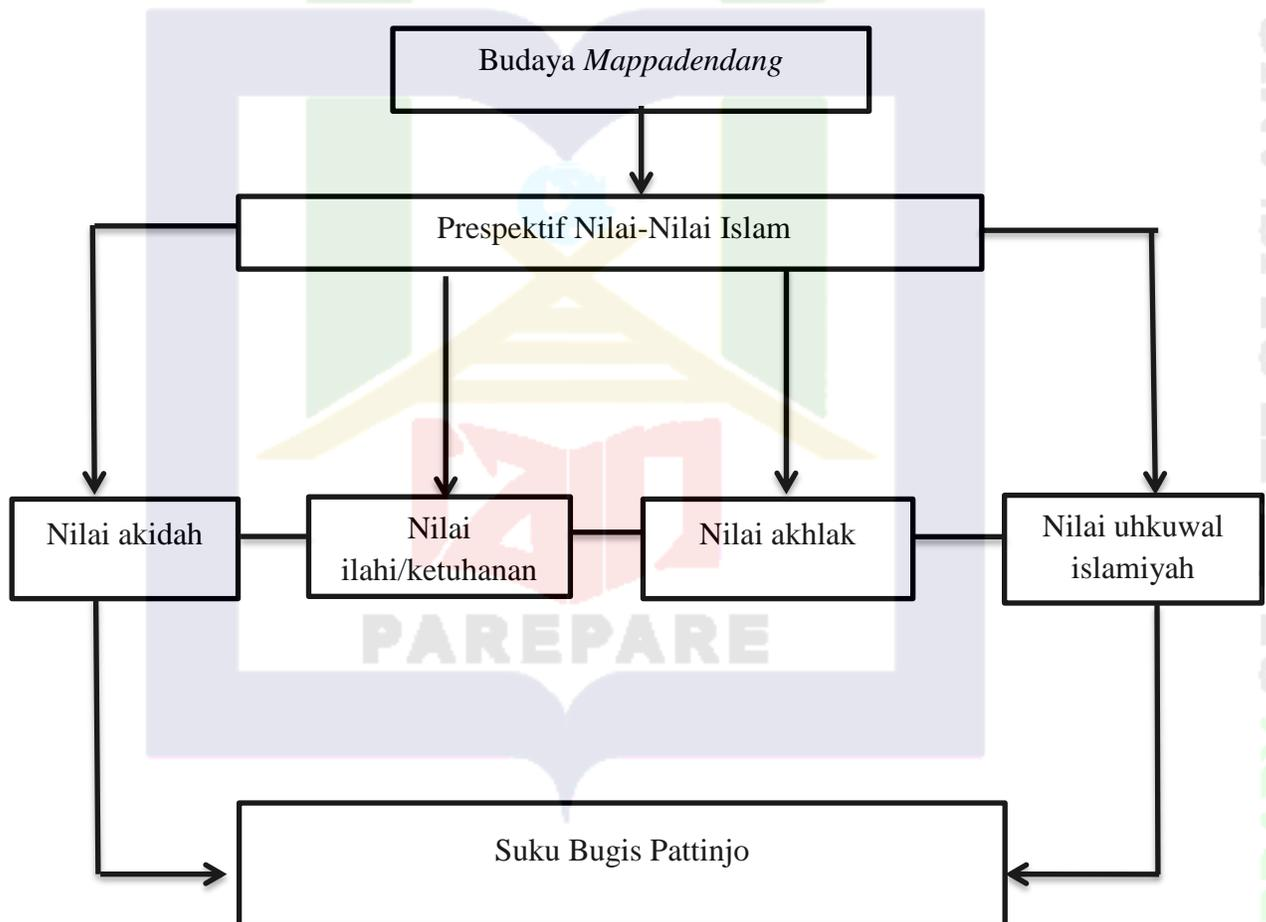 Budaya Mappadendang
Prespektif Nilai-Nilai Islam
Nilai akidah
Nilai
ilahi/ketuhanan
Nilai akhlak
Nilai uhkuwal
islamiyah
PAREPARE
Suku Bugis Pattinjo